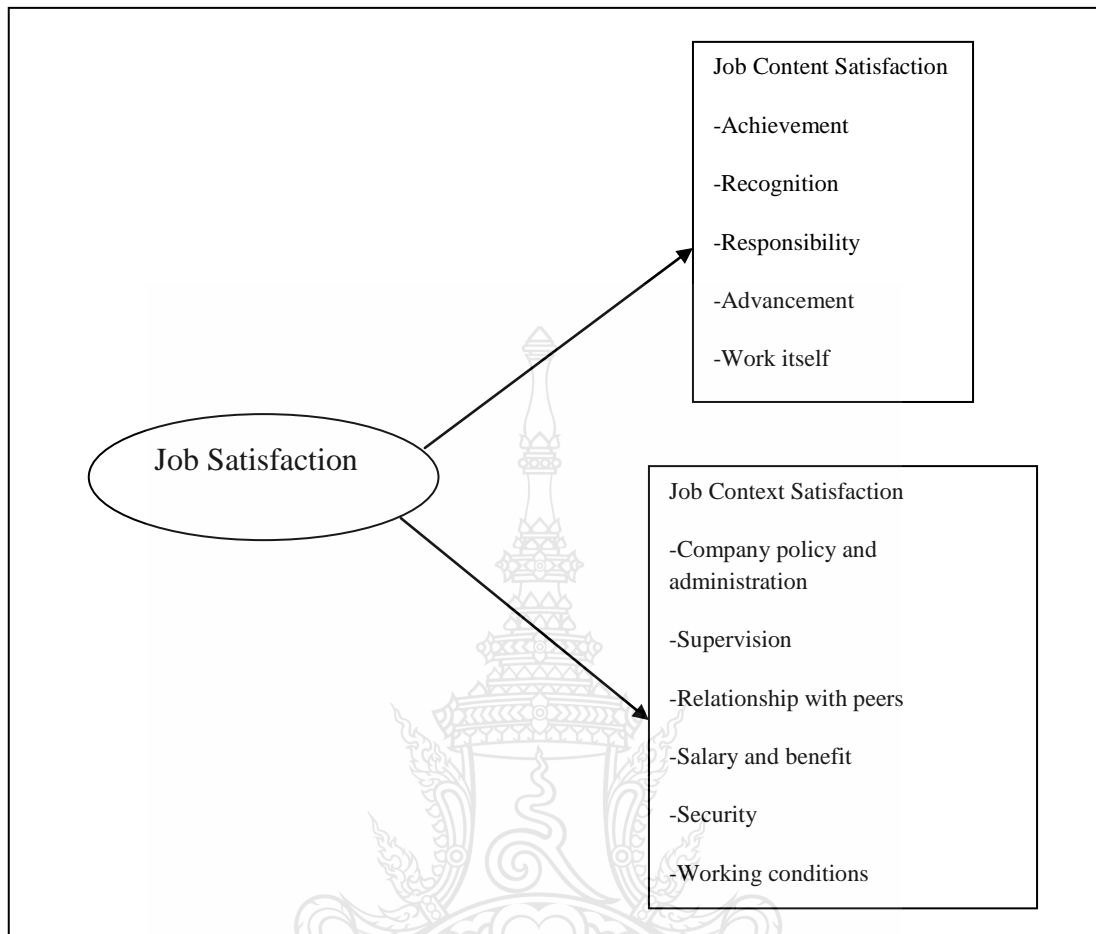 Job Content Satisfaction
-Achievement
-Recognition
-Responsibility
-Advancement
-Work itself
Job Satisfaction
Job Context Satisfaction
-Company policy and
administration
-Supervision
-Relationship with peers
-Salary and benefit
-Security
-Working conditions